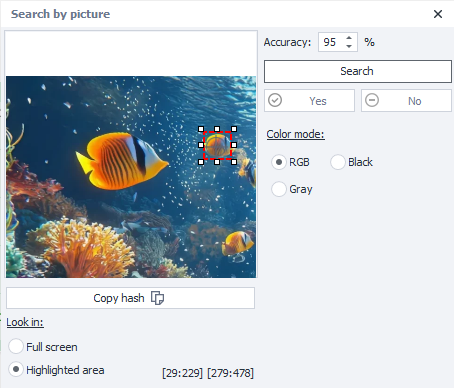 Search by picture
Accuracy: 95 %
Search
Yes No
Color mode:
RGB Black
Gray
Copy hash
Look in:
Full screen
Highlighted area [29:229] [279:478]